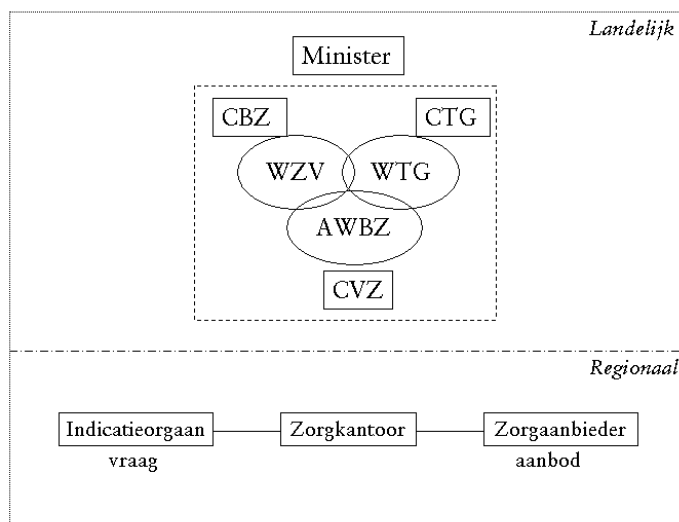 Landelijk
Minister
CBZ CTG
WZV WTG
AWBZ
CVZ
Regionaal
Indicatieorgaan Zorgkantoor Zorgaanbieder
vraag aanbod